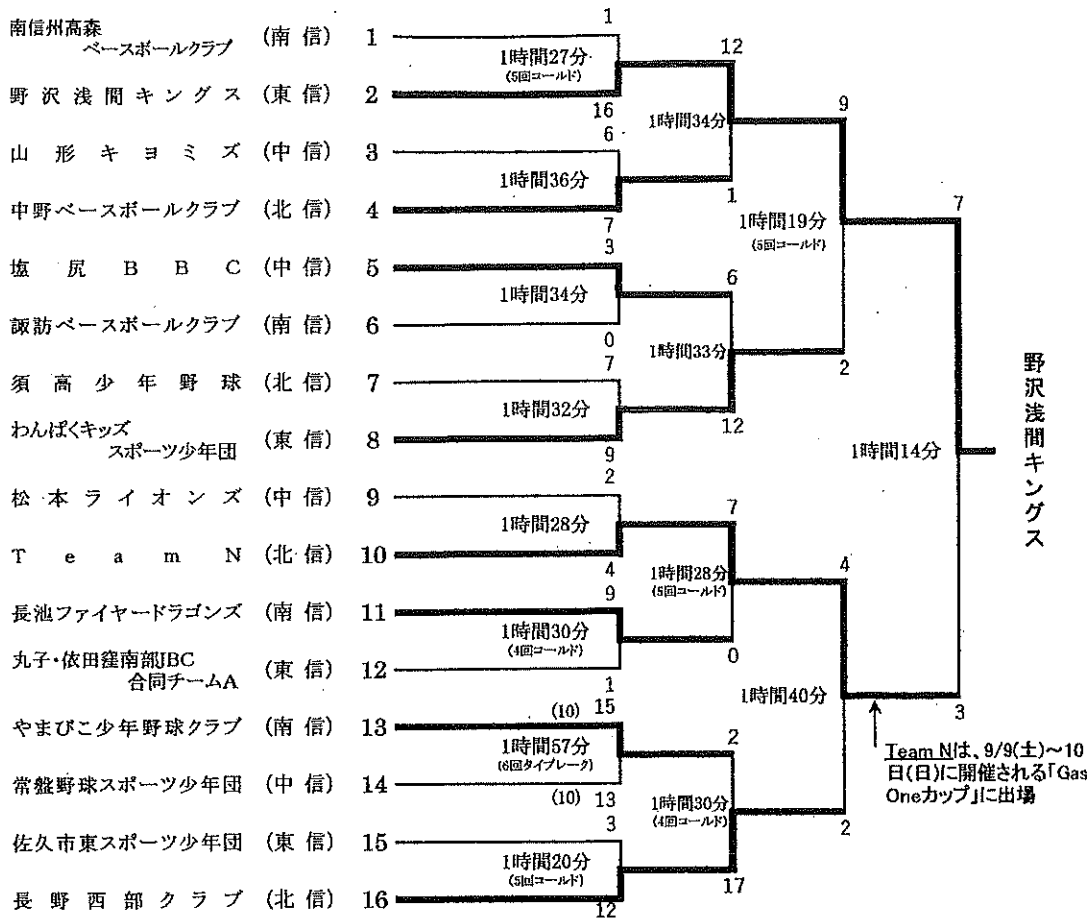 南信州高森
ベースボールクラブ (南信) 1
野沢浅間キングス (東信) 2
山形キヨミズ (中信) 3
中野ベースボールクラブ (北信) 4
塩尻BBC (中信) 5
諏訪ベースボールクラブ (南信) 6
須高少年野球 (北信) 7
わんぱくキッズ
スポーツ少年団 (東信) 8
松本ライオンズ (中信) 9
Team N (北信) 10
長池ファイヤードラゴンズ (南信) 11
丸子・依田窪南部JBC
合同チームA (東信) 12
やまびこ少年野球クラブ (南信) 13
常盤野球スポーツ少年団 (中信) 14
佐久市東スポーツ少年団 (東信) 15
長野西部クラブ (北信) 16
1
1時間27分
(5回コールド)
16
6
1時間36分
7
3
1時間34分
0
7
1時間32分
9
2
1時間28分
4
9
1時間30分
(4回コールド)
1
(10) 15
1時間57分
(6回タイブレーク)
(10) 13
3
1時間20分
(5回コールド)
12
12
1時間34分
1
6
1時間33分
12
7
1時間28分
(5回コールド)
0
2
1時間30分
(4回コールド)
17
9
1時間19分
(5回コールド)
2
4
1時間40分
2
7
1時間14分
3
野沢浅間キングス
Team Nは、9/9(土)～10
日(日)に開催される「Gas
Oneカップ」に出場